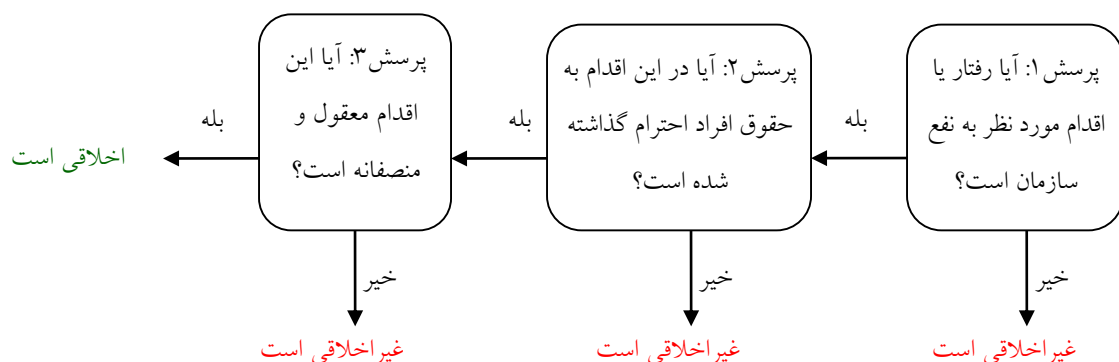 پرسش۱: آیا رفتار یا
اقدام مورد نظر به نفع
سازمان است؟
بله
خیر
غیراخلاقی است
پرسش۲: آیا در این اقدام به
حقوق افراد احترام گذاشته
شده است؟
بله
خیر
غیراخلاقی است
پرسش۳: آیا این
اقدام معقول و
منصفانه است؟
بله
خیر
غیراخلاقی است
اخلاقی است